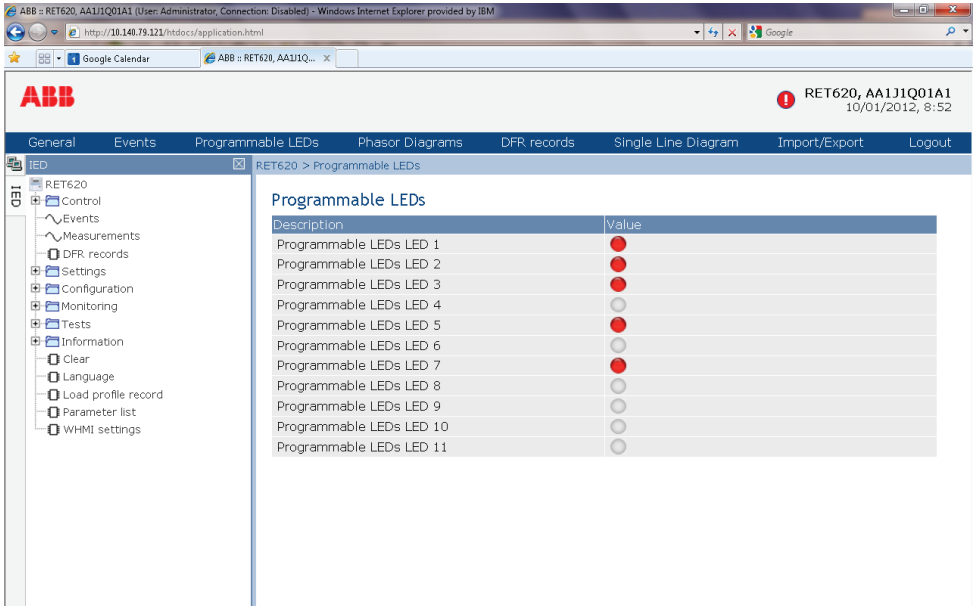 ABB :: RET620, AA1J1Q01A1 (User: Administrator, Connection: Disabled) - Windows Internet Explorer provided by IBM
http://10.140.79.121/htdocs/application.html
Google
Google Calendar
ABB :: RET620, AA1J1Q... x
ABB
RET620, AA1J1Q01A1
10/01/2012, 8:52
General Events Programmable LEDs Phasor Diagrams DFR records Single Line Diagram Import/Export Logout
IED
IED
RET620 > Programmable LEDs
RET620
Control
Events
Measurements
DFR records
Settings
Configuration
Monitoring
Tests
Information
Clear
Language
Load profile record
Parameter list
WHMI settings
Programmable LEDs
Description Value
Programmable LEDs LED 1
Programmable LEDs LED 2
Programmable LEDs LED 3
Programmable LEDs LED 4
Programmable LEDs LED 5
Programmable LEDs LED 6
Programmable LEDs LED 7
Programmable LEDs LED 8
Programmable LEDs LED 9
Programmable LEDs LED 10
Programmable LEDs LED 11